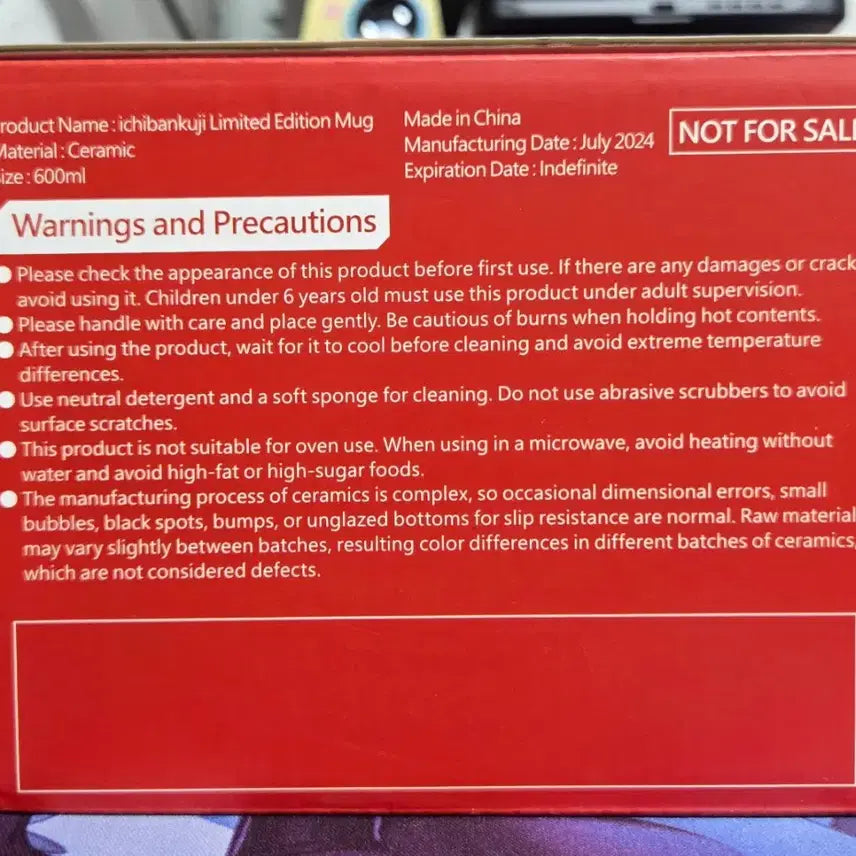 roduct Name : ichibankuji Limited Edition Mug
Material : Ceramic
ize : 600ml
Made in China
Manufacturing Date : July 2024
Expiration Date : Indefinite
NOT FOR SAL
Warnings and Precautions
Please check the appearance of this product before first use. If there are any damages or crack
avoid using it. Children under 6 years old must use this product under adult supervision.
Please handle with care and place gently. Be cautious of burns when holding hot contents.
After using the product, wait for it to cool before cleaning and avoid extreme temperature
differences.
Use neutral detergent and a soft sponge for cleaning. Do not use abrasive scrubbers to avoid
surface scratches.
This product is not suitable for oven use. When using in a microwave, avoid heating without
water and avoid high-fat or high-sugar foods.
The manufacturing process of ceramics is complex, so occasional dimensional errors, small
bubbles, black spots, bumps, or unglazed bottoms for slip resistance are normal. Raw material
may vary slightly between batches, resulting color differences in different batches of ceramics,
which are not considered defects.